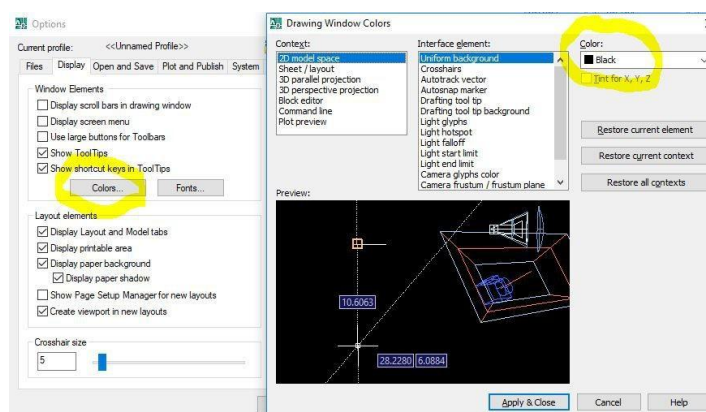 Options
Current profile: <<Unnamed Profile>>
Files Display Open and Save Plot and Publish System
Window Elements
Display scroll bars in drawing window
Display screen menu
Use large buttons for Toolbars
Show ToolTips
Show shortcut keys in ToolTips
Colors... Fonts...
Layout elements
Display Layout and Model tabs
Display printable area
Display paper background
Display paper shadow
Show Page Setup Manager for new layouts
Create viewport in new layouts
Crosshair size
5
Drawing Window Colors
Context:
2D model space
Sheet / layout
3D parallel projection
3D perspective projection
Block editor
Command line
Plot preview
Interface element:
Uniform background
Crosshairs
Autotrack vector
Autosnap marker
Drafting tool tip
Drafting tool tip background
Light glyphs
Light hotspot
Light falloff
Light start limit
Light end limit
Camera glyphs color
Camera frustum / frustum plane
Color:
Black
Tint for X, Y, Z
Restore current element
Restore current context
Restore all contexts
Preview:
10.6063
28.2280 6.0884
Apply & Close Cancel Help